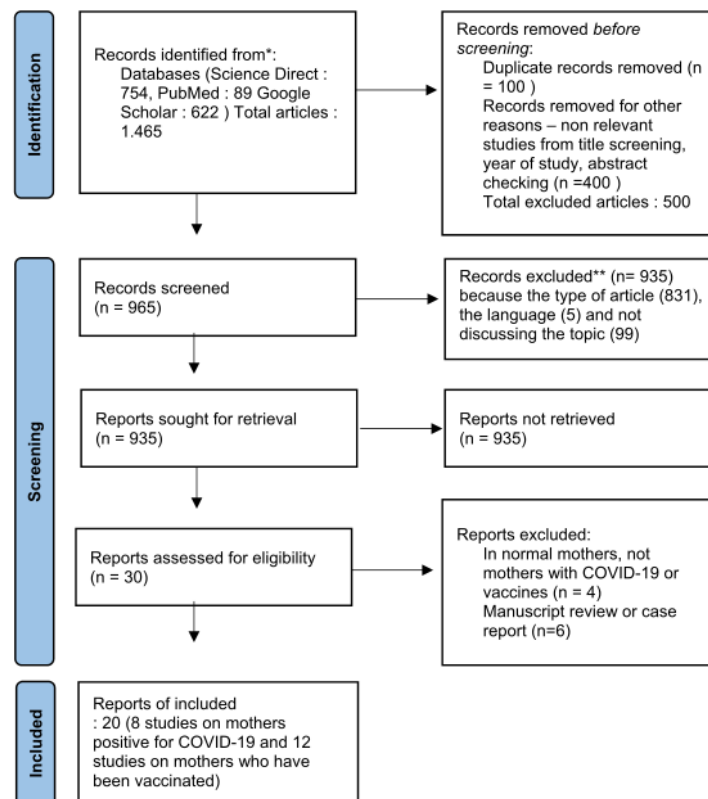 Identification
Records identified from*:
Databases (Science Direct :
754, PubMed : 89 Google
Scholar : 622 ) Total articles :
1.465
Records removed before
screening:
Duplicate records removed (n
= 100 )
Records removed for other
reasons – non relevant
studies from title screening,
year of study, abstract
checking (n =400 )
Total excluded articles : 500
Screening
Records screened
(n = 965)
Records excluded** (n= 935)
because the type of article (831),
the language (5) and not
discussing the topic (99)
Reports sought for retrieval
(n = 935)
Reports not retrieved
(n = 935)
Reports assessed for eligibility
(n = 30)
Reports excluded:
In normal mothers, not
mothers with COVID-19 or
vaccines (n = 4)
Manuscript review or case
report (n=6)
Included
Reports of included
: 20 (8 studies on mothers
positive for COVID-19 and 12
studies on mothers who have
been vaccinated)